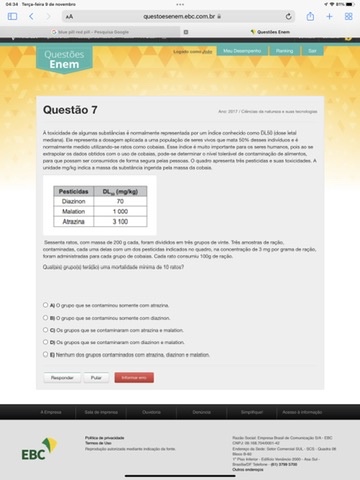 04:34 Terça-feira 9 de novembro
91%
AA
questoesenem.ebc.com.br
blue pill red pill - Pesquisa Google
Questões Enem
Questões
Enem
Logado como
Meu Desempenho
Ranking
Sair
Questão 7
Ano: 2017 / Ciências da natureza e suas tecnologias
A toxicidade de algumas substâncias é normalmente representada por um índice conhecido como DL50 (dose letal
mediana). Ele representa a dosagem aplicada a uma população de seres vivos que mata 50% desses indivíduos e é
normalmente medido utilizando-se ratos como cobaias. Esse índice é muito importante para os seres humanos, pois ao se
extrapolar os dados obtidos com o uso de cobaias, pode-se determinar o nível tolerável de contaminação de alimentos,
para que possam ser consumidos de forma segura pelas pessoas. O quadro apresenta três pesticidas e suas toxicidades. A
unidade mg/kg indica a massa da substância ingerida pela massa da cobaia.
Pesticidas DL50 (mg/kg)
Diazinon 70
Malation 1 000
Atrazina 3 100
Sessenta ratos, com massa de 200 g cada, foram divididos em três grupos de vinte. Três amostras de ração,
contaminadas, cada uma delas com um dos pesticidas indicados no quadro, na concentração de 3 mg por grama de ração,
foram administradas para cada grupo de cobaias. Cada rato consumiu 100g de ração.
Qual(ais) grupo(s) terá(ão) uma mortalidade mínima de 10 ratos?
A) O grupo que se contaminou somente com atrazina.
B) O grupo que se contaminou somente com diazinon.
C) Os grupos que se contaminaram com atrazina e malation.
D) Os grupos que se contaminaram com diazinon e malation.
E) Nenhum dos grupos contaminados com atrazina, diazinon e malation.
Responder
Pular
Informar erro
A Empresa
Sala de imprensa
Ouvidoria
Denúncia
Simplifique!
Acesso à informação
EBC
Política de privacidade
Termos de Uso
Reprodução autorizada mediante indicação da fonte
Razão Social: Empresa Brasil de Comunicação S/A - EBC
CNPJ: 09.168.704/0001-42
Endereço da Sede: Setor Comercial SUL - SCS - Quadra 08
Bloco B-60
1º Piso Inferior - Edifício Venâncio 2000 - Asa Sul -
Brasília/DF Telefone - (61) 3799 5700
Outros endereços